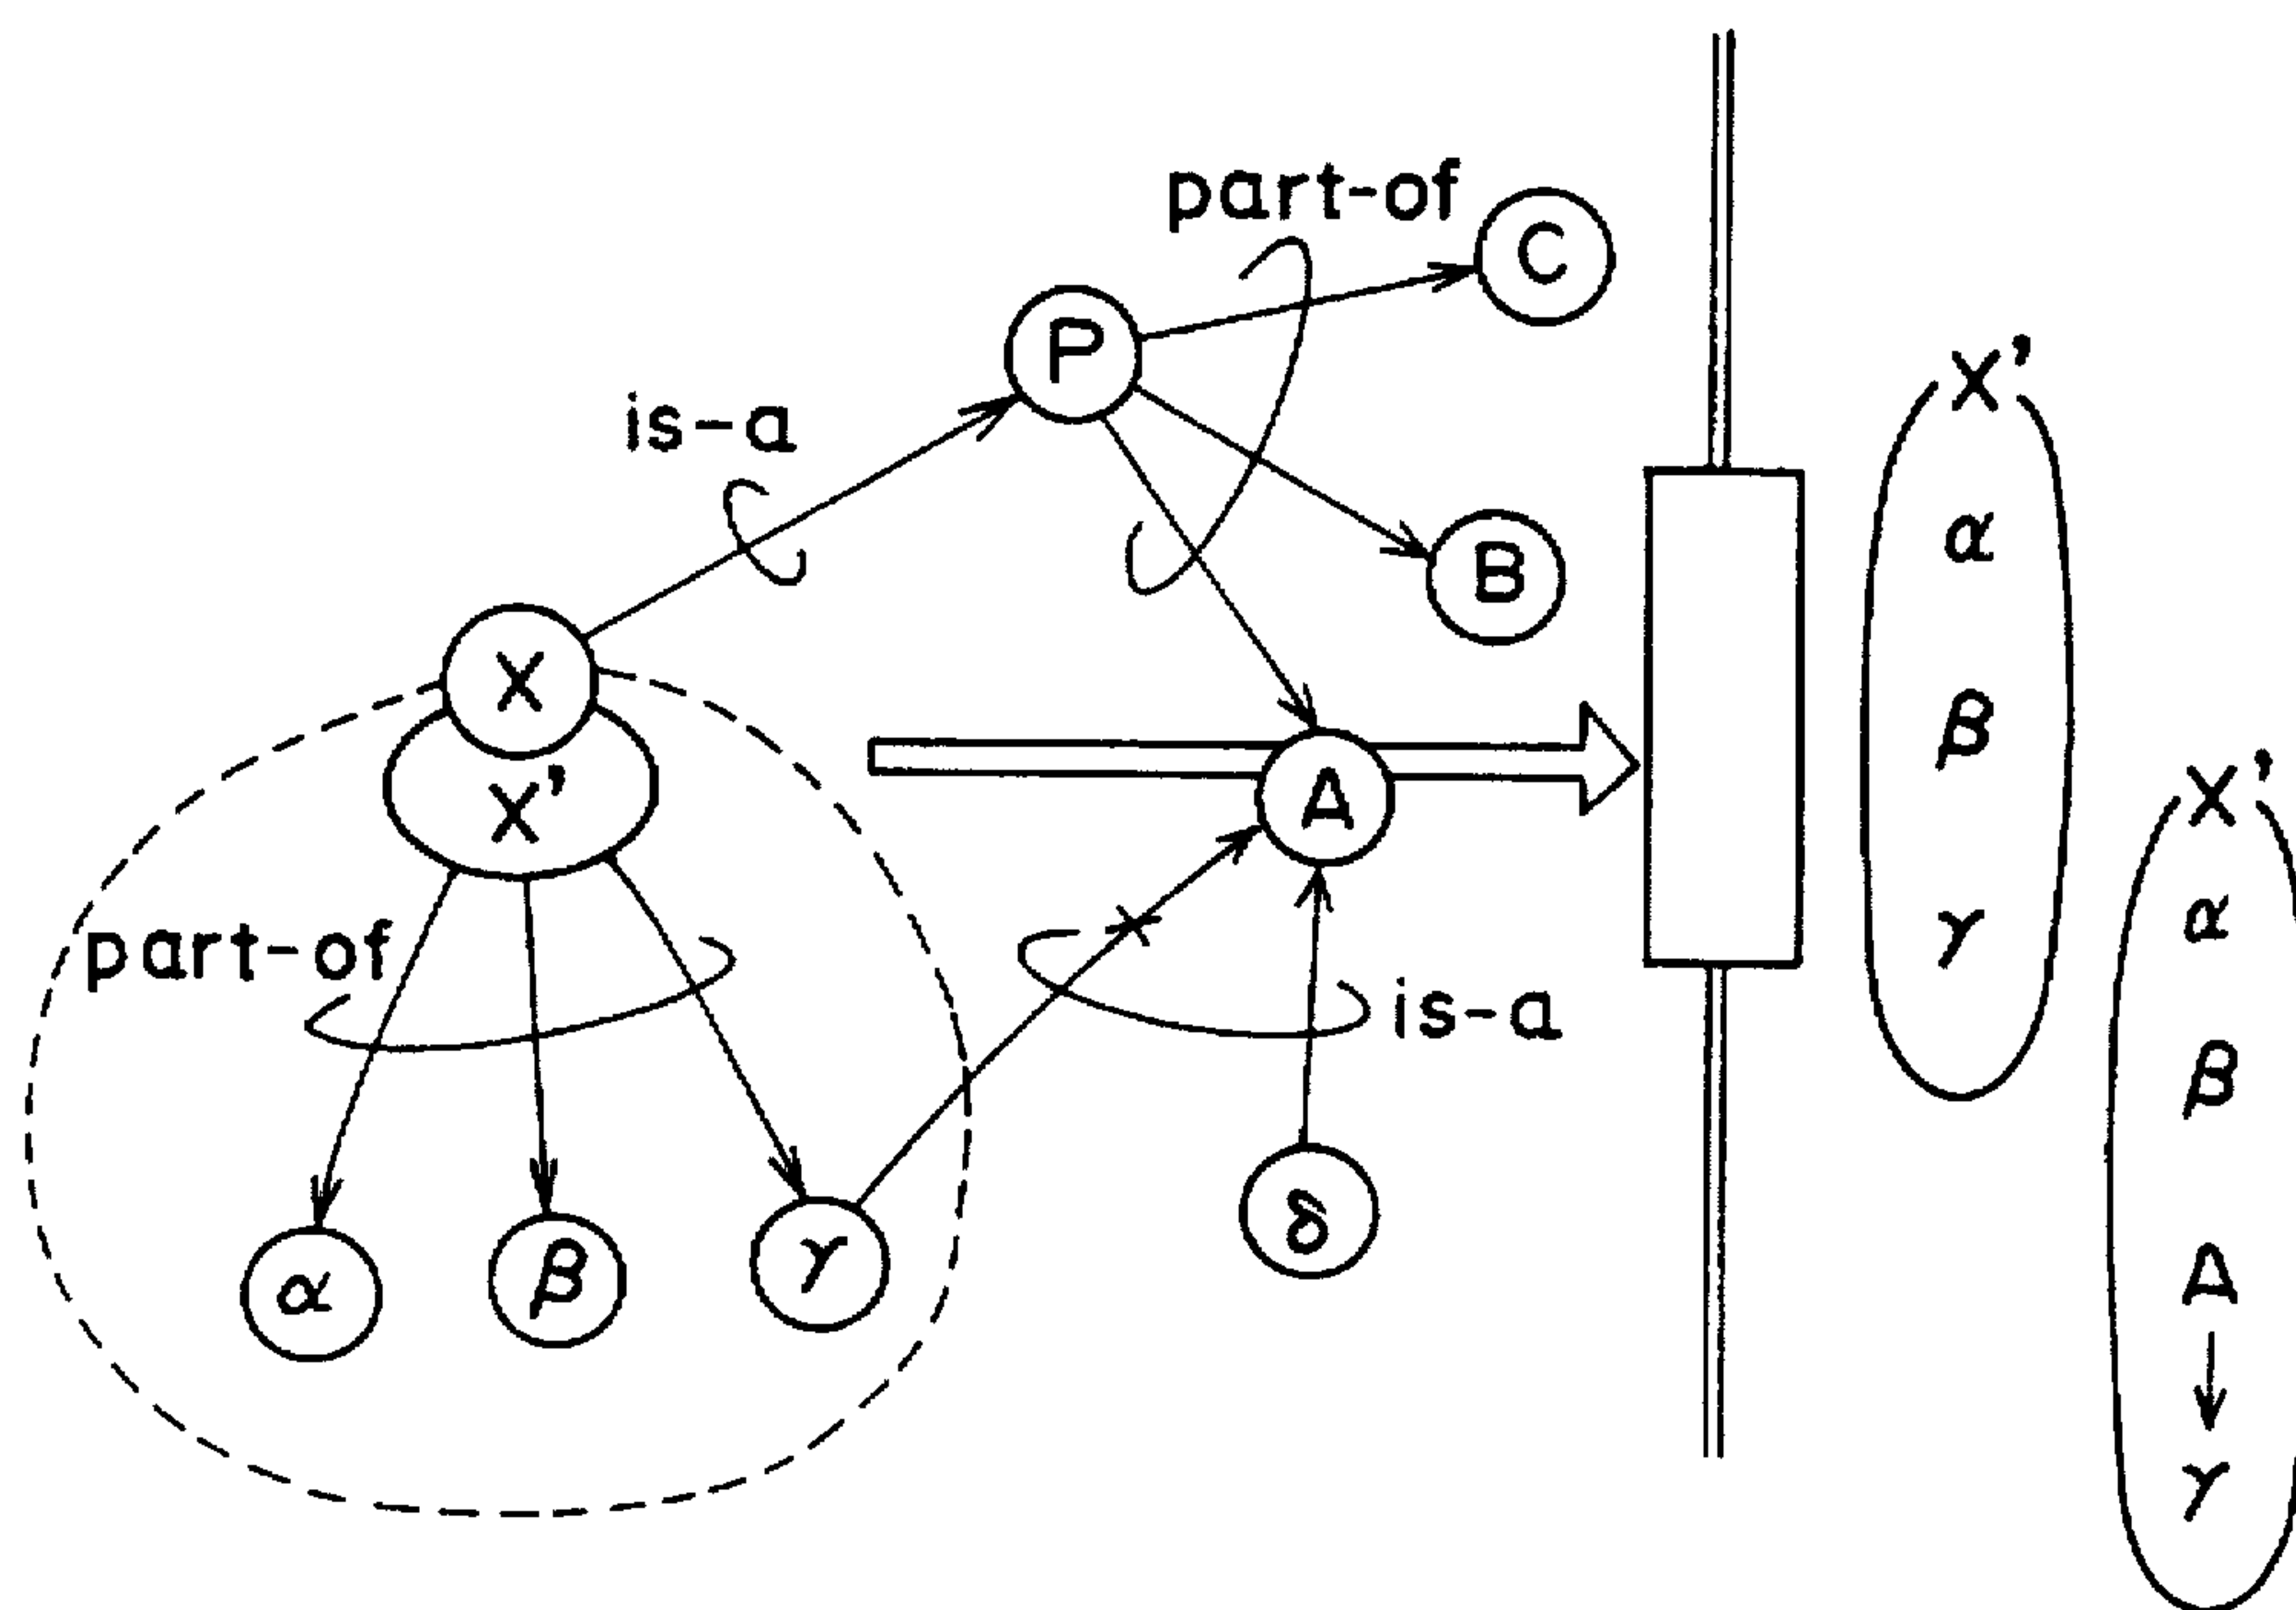 part-of
C
P
is-a
X'
B
α
X
β
X'
A
X'
γ
α
part-of
is-a
β
δ
A
α
β
γ
γ